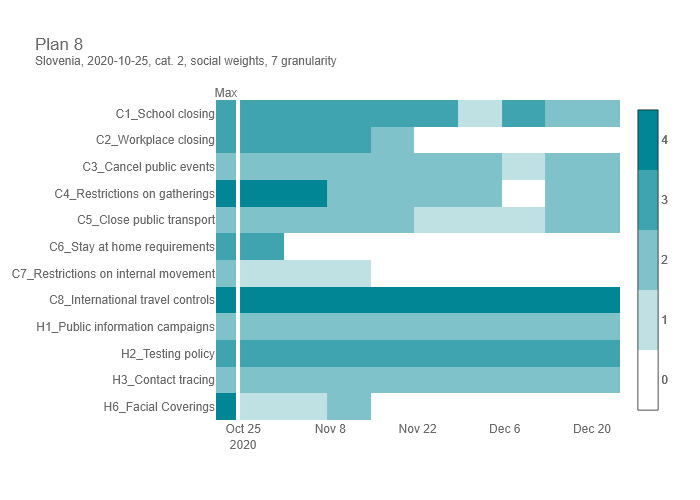 Plan 8
Slovenia, 2020-10-25, cat. 2, social weights, 7 granularity
Max
C1_School closing
C2_Workplace closing
C3_Cancel public events
C4_Restrictions on gatherings
C5_Close public transport
C6_Stay at home requirements
C7_Restrictions on internal movement
C8_International travel controls
H1_Public information campaigns
H2_Testing policy
H3_Contact tracing
H6_Facial Coverings
Oct 25 Nov 8 Nov 22 Dec 6 Dec 20
2020
4
3
2
1
0